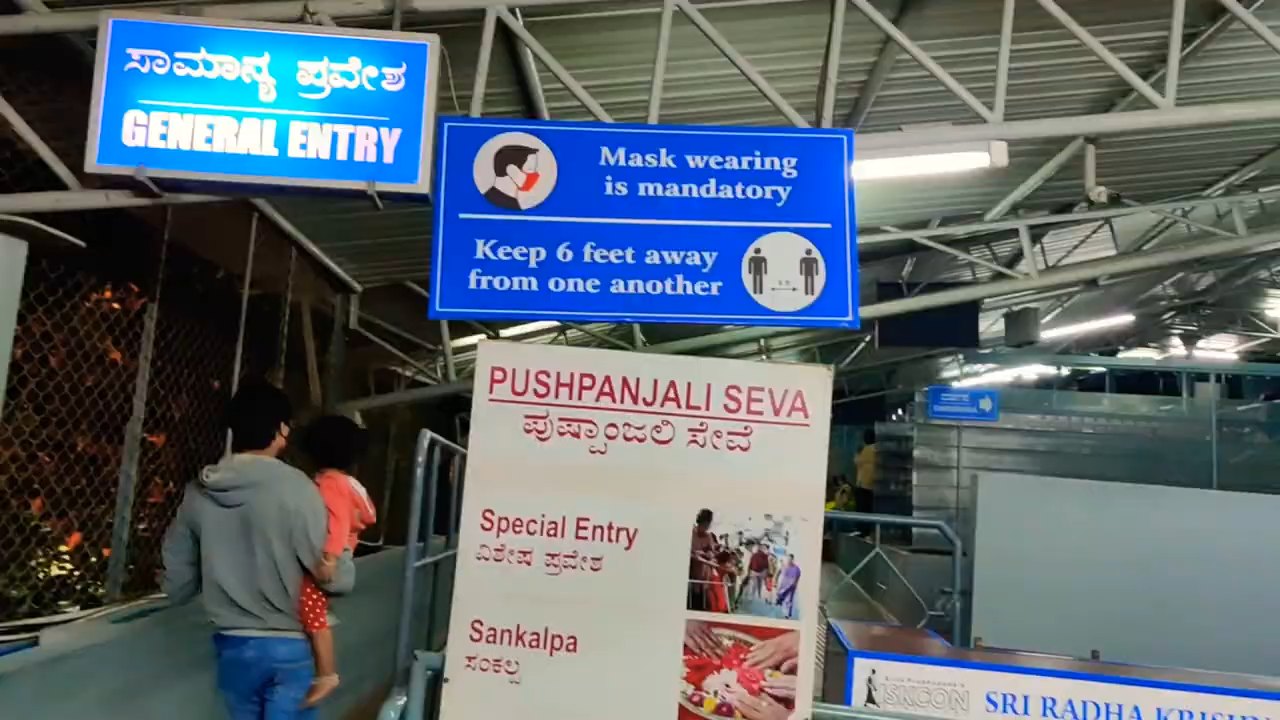 ಸಾಮಾನ್ಯ ಪ್ರವೇಶ
GENERAL ENTRY
Mask wearing
is mandatory
Keep 6 feet away
from one another
PUSHPANJALI SEVA
ಪುಷ್ಪಾಂಜಲಿ ಸೇವೆ
Special Entry
ವಿಶೇಷ ಪ್ರವೇಶ
Sankalpa
ಸಂಕಲ್ಪ
ISKCON
SRI RADHA